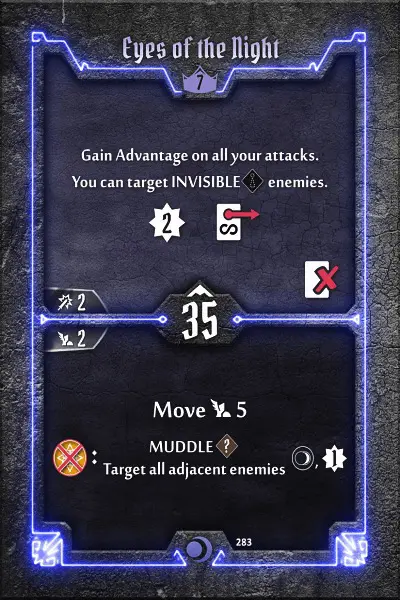 Eyes of the Night
7
Gain Advantage on all your attacks.
You can target INVISIBLE enemies.
2
2
35
2
Move 5
MUDDLE ?
: Target all adjacent enemies , 1
283